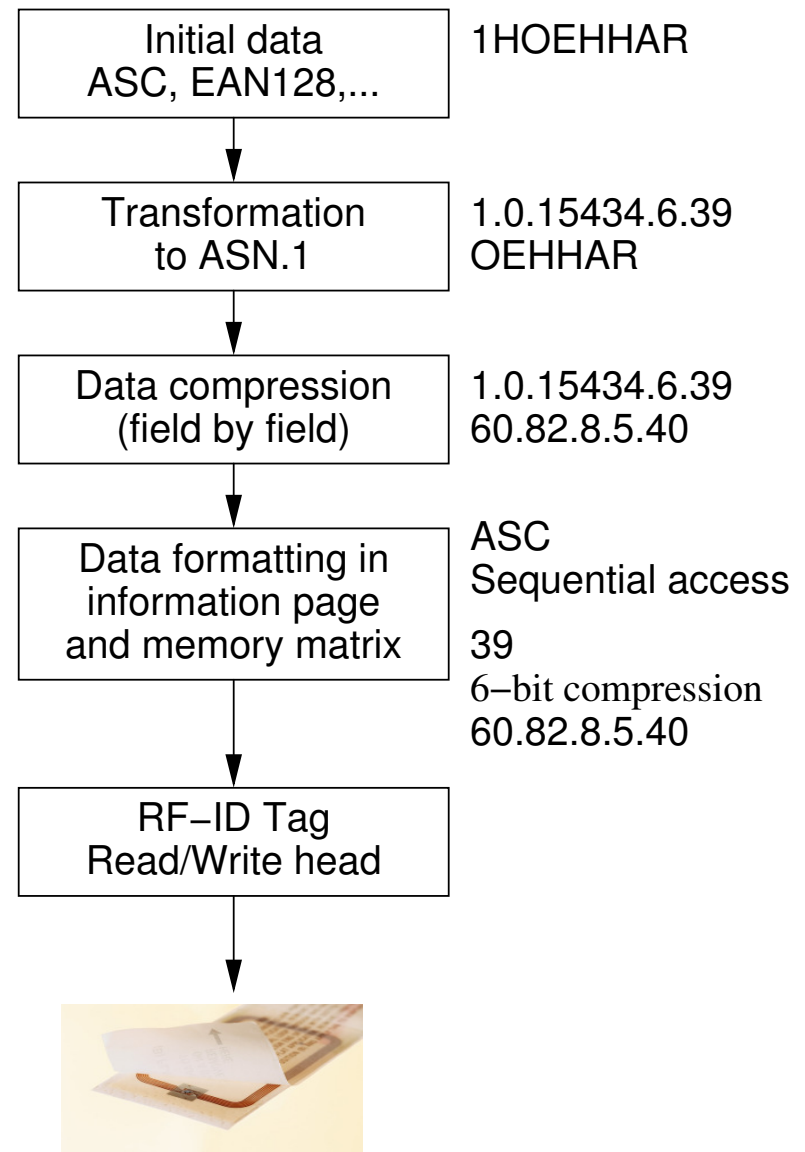 Initial data
ASC, EAN128,...
1HOEHHAR
Transformation
to ASN.1
1.0.15434.6.39
OEHHAR
Data compression
(field by field)
1.0.15434.6.39
60.82.8.5.40
Data formatting in
information page
and memory matrix
ASC
Sequential access
39
6−bit compression
60.82.8.5.40
RF−ID Tag
Read/Write head